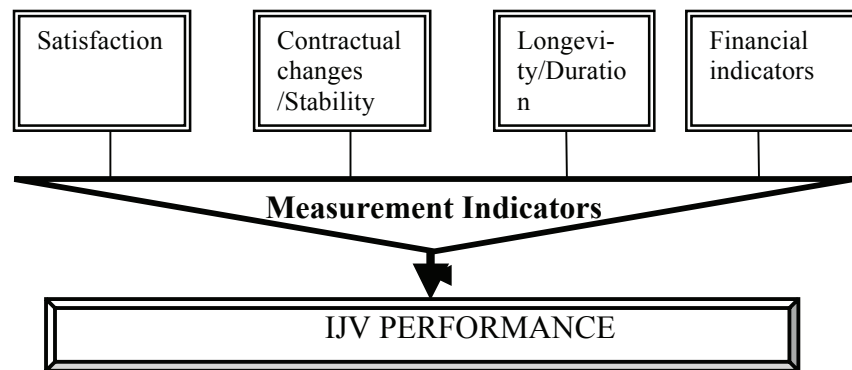 Satisfaction
Contractual
changes
/Stability
Longevi-
ty/Duratio
n
Financial
indicators
Measurement Indicators
IJV PERFORMANCE